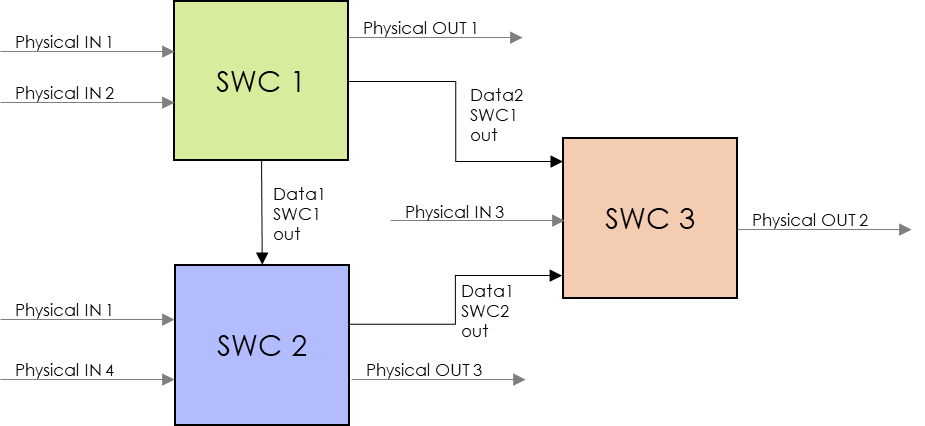 Physical IN 1
Physical OUT 1
SWC 1
Physical IN 2
Data2
SWC1
out
Data1
SWC1
out
Physical IN 3
SWC 3
Physical OUT 2
Data1
SWC2
out
Physical IN 1
SWC 2
Physical IN 4
Physical OUT 3